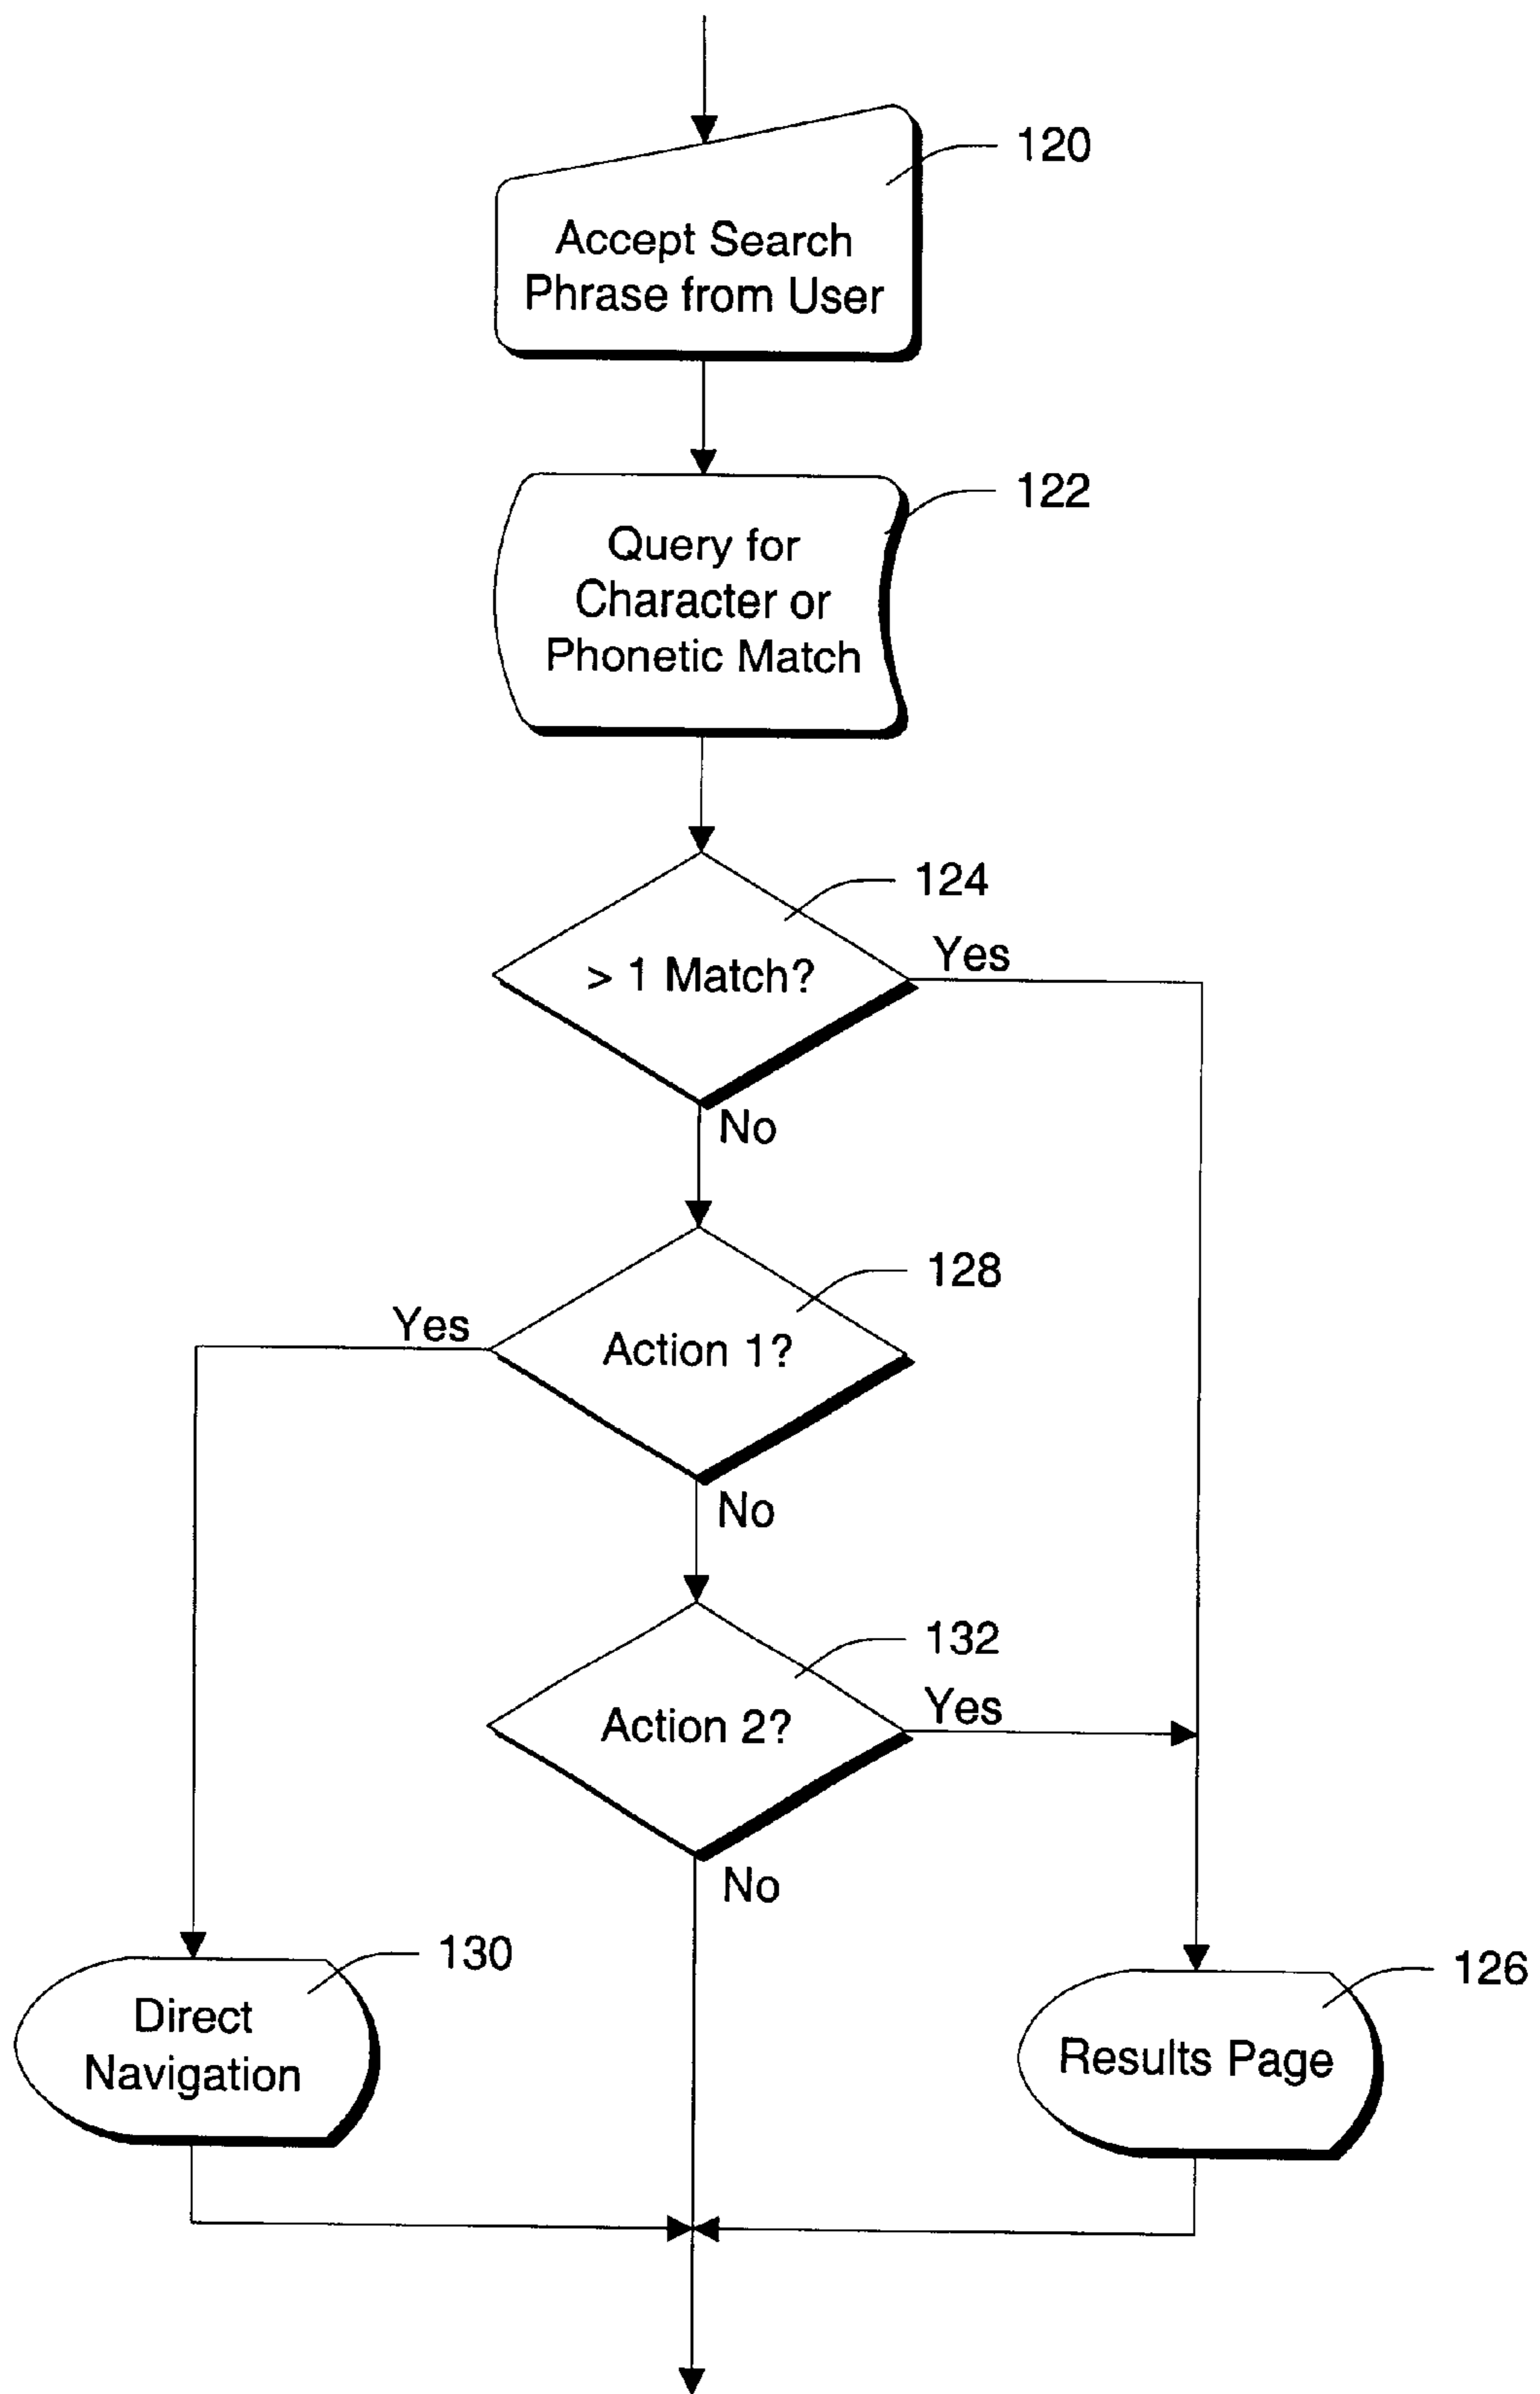 120
Accept Search
Phrase from User
122
Query for
Character or
Phonetic Match
124
> 1 Match?
Yes
No
128
Yes
Action 1?
No
132
Action 2?
Yes
No
130
Direct
Navigation
126
Results Page